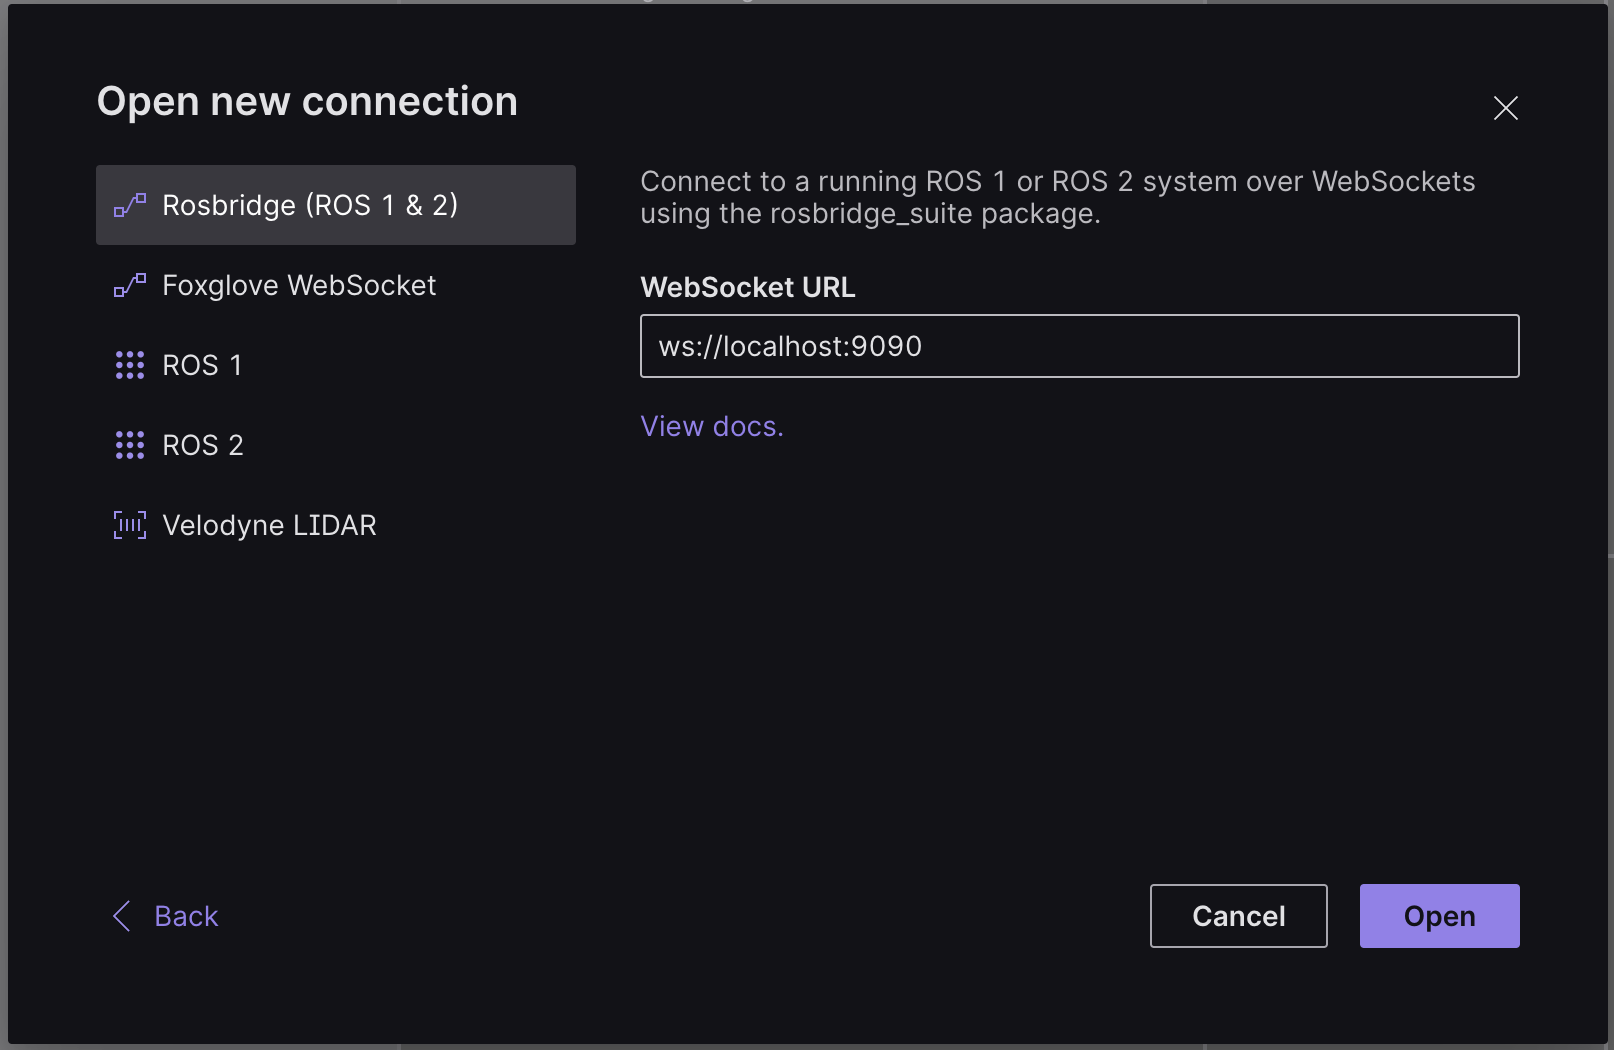 Open new connection
Rosbridge (ROS 1 & 2)
Foxglove WebSocket
ROS 1
ROS 2
Velodyne LIDAR
Connect to a running ROS 1 or ROS 2 system over WebSockets
using the rosbridge_suite package.
WebSocket URL
ws://localhost:9090
View docs.
Back
Cancel
Open